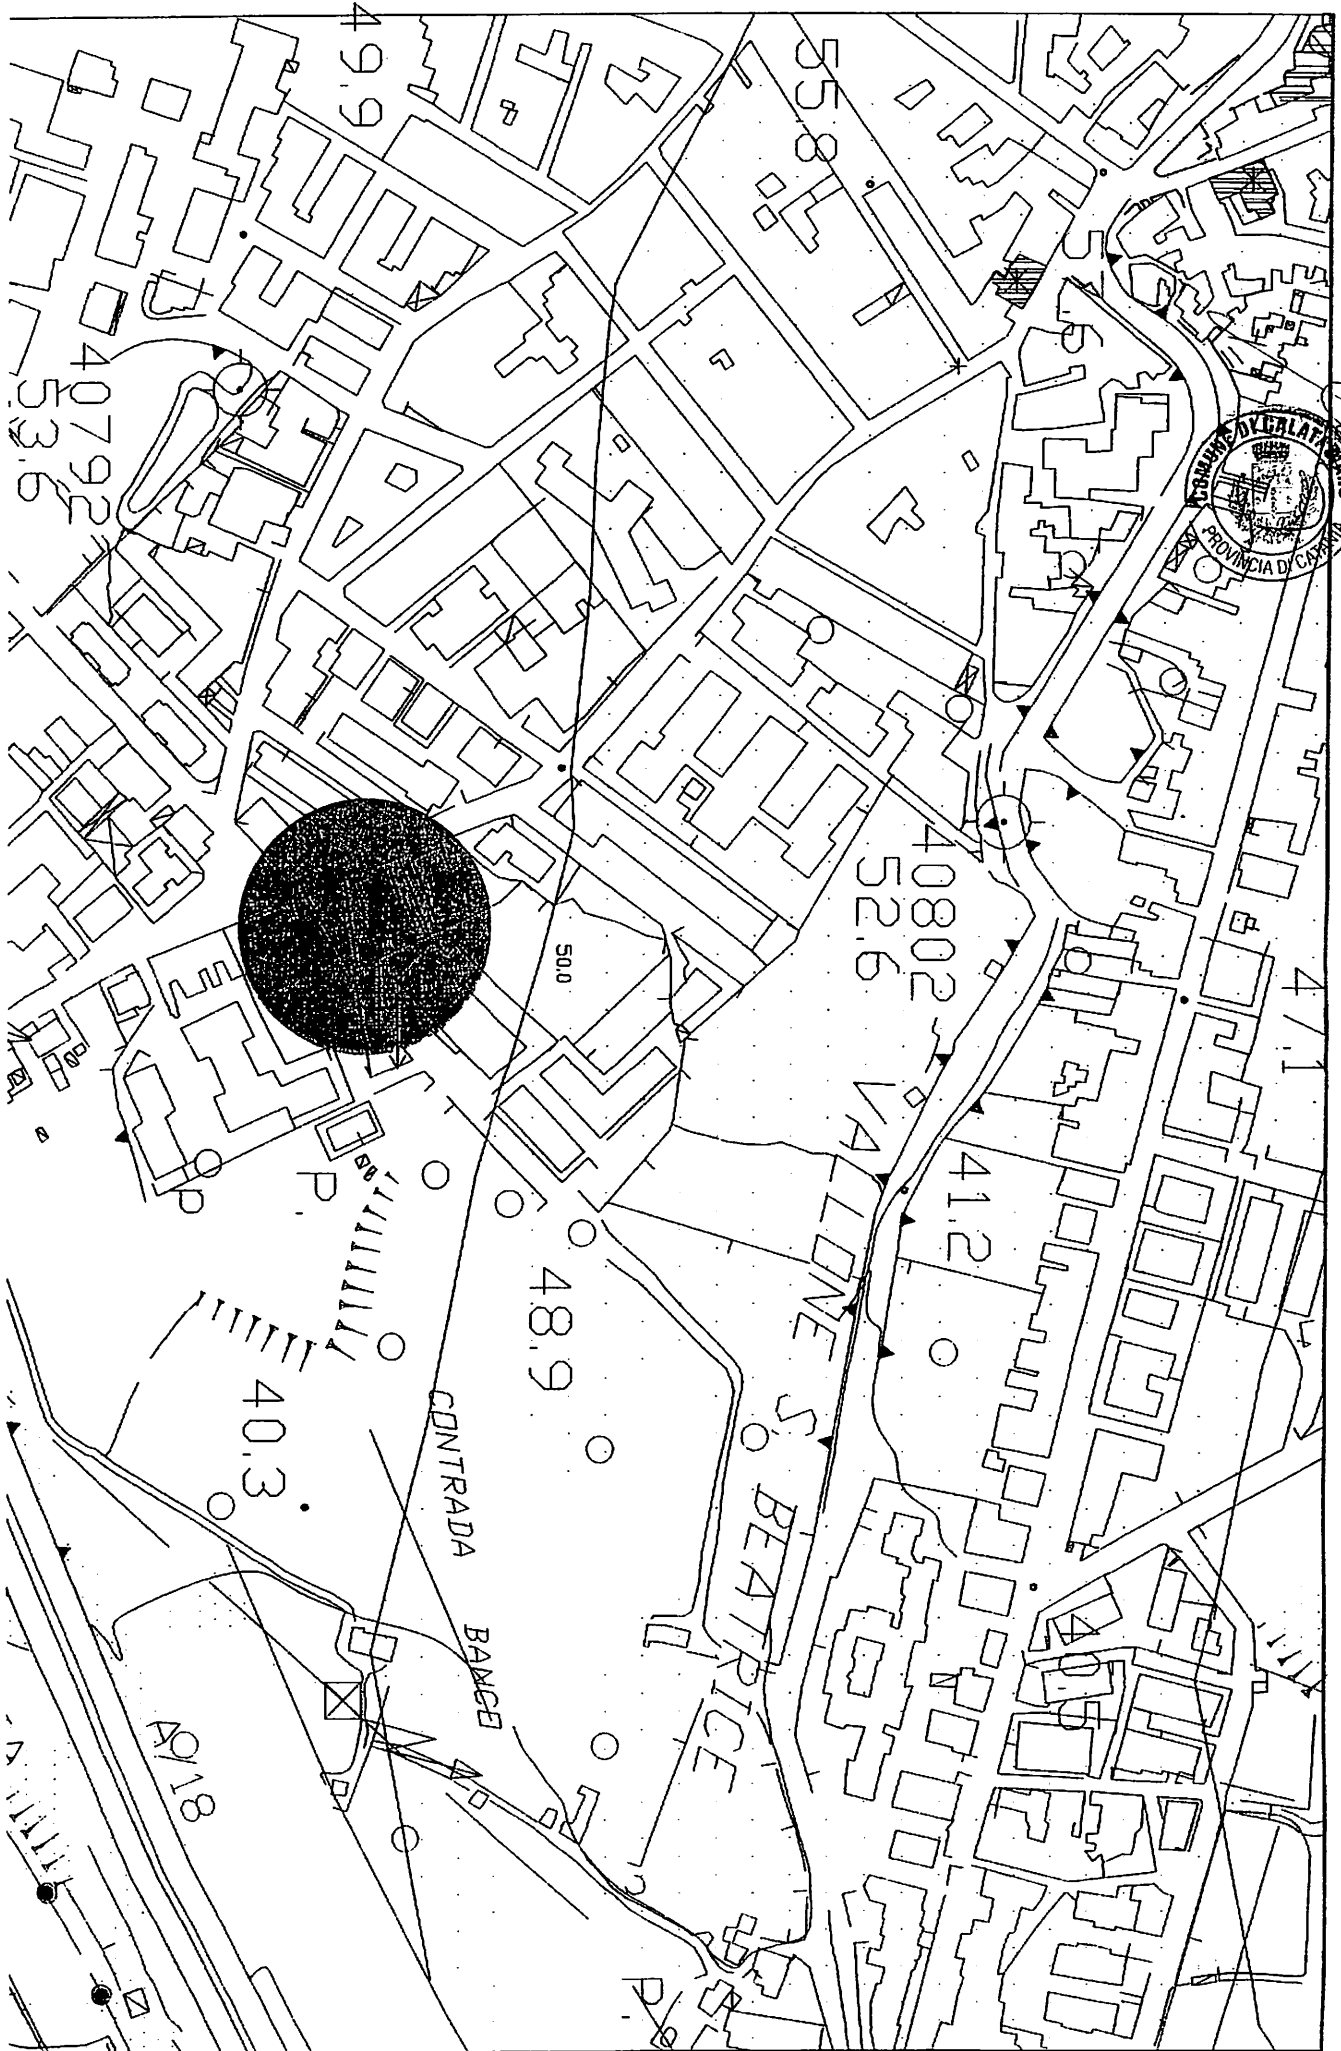 49.9
55.8
40792
53.6
COMUNE DI CALAT
PROVINCIA DI CATANIA
47.1
40802
52.6
50.0
41.2
VALLONE S. BEATRICE
P.
P
48.9
40.3
CONTRADA
BANCO
A/18
P.